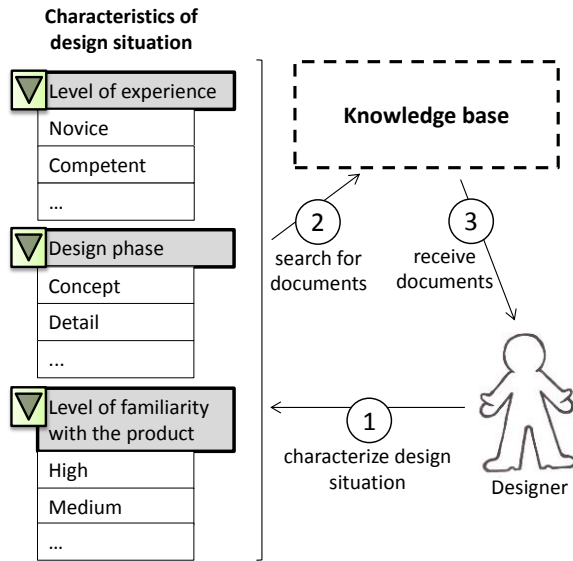 Characteristics of
design situation
Level of experience
Novice
Competent
...
Design phase
Concept
Detail
...
Level of familiarity
with the product
High
Medium
...
Knowledge base
2
search for
documents
3
receive
documents
1
characterize design
situation
Designer